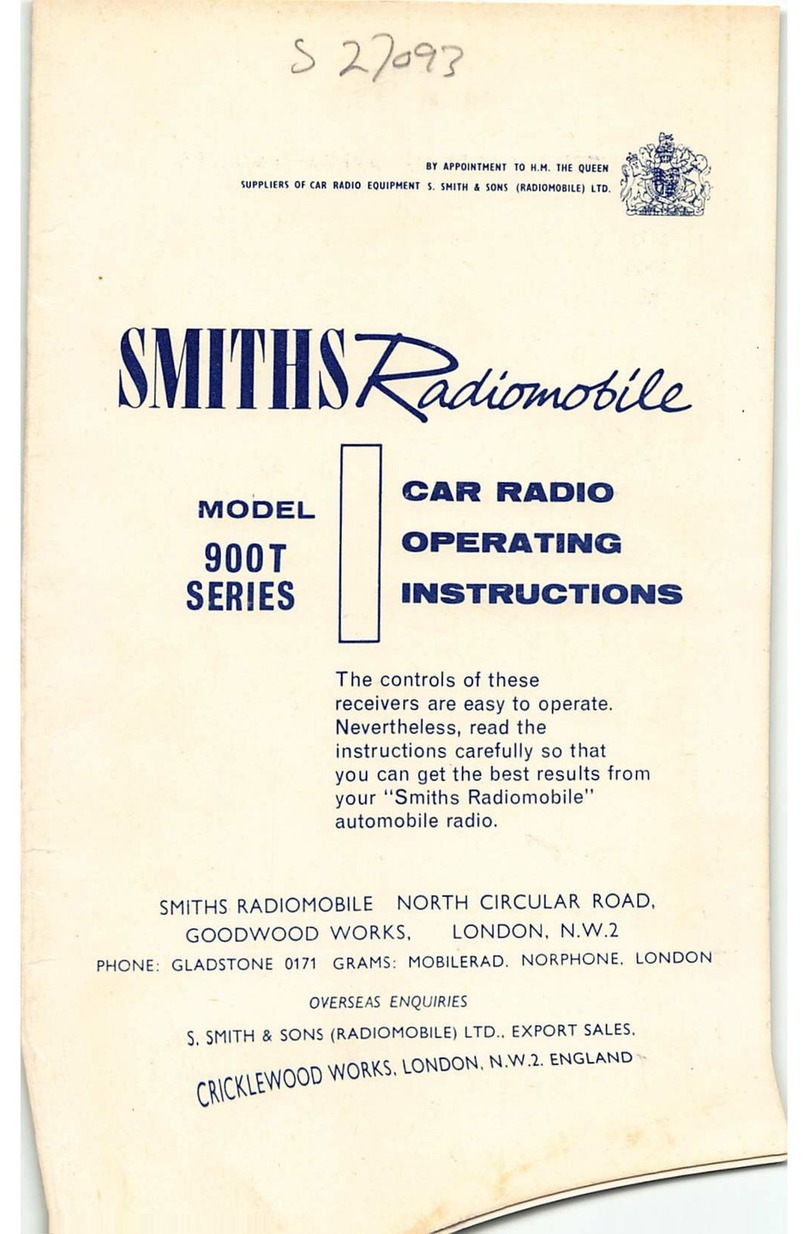 S 27093
BY APPOINTMENT TO H.M. THE QUEEN
SUPPLIERS OF CAR RADIO EQUIPMENT S. SMITH & SONS (RADIOMOBILE) LTD.
SMITHS Radiomobile
MODEL
900T
SERIES
CAR RADIO
OPERATING
INSTRUCTIONS
The controls of these
receivers are easy to operate.
Nevertheless, read the
instructions carefully so that
you can get the best results from
your "Smiths Radiomobile"
automobile radio.
SMITHS RADIOMOBILE NORTH CIRCULAR ROAD,
GOODWOOD WORKS, LONDON, N.W.2
PHONE: GLADSTONE 0171 GRAMS: MOBILERAD. NORPHONE, LONDON
OVERSEAS ENQUIRIES
S. SMITH & SONS (RADIOMOBILE) LTD., EXPORT SALES,
CRICKLEWOOD WORKS, LONDON, N.W.2. ENGLAND